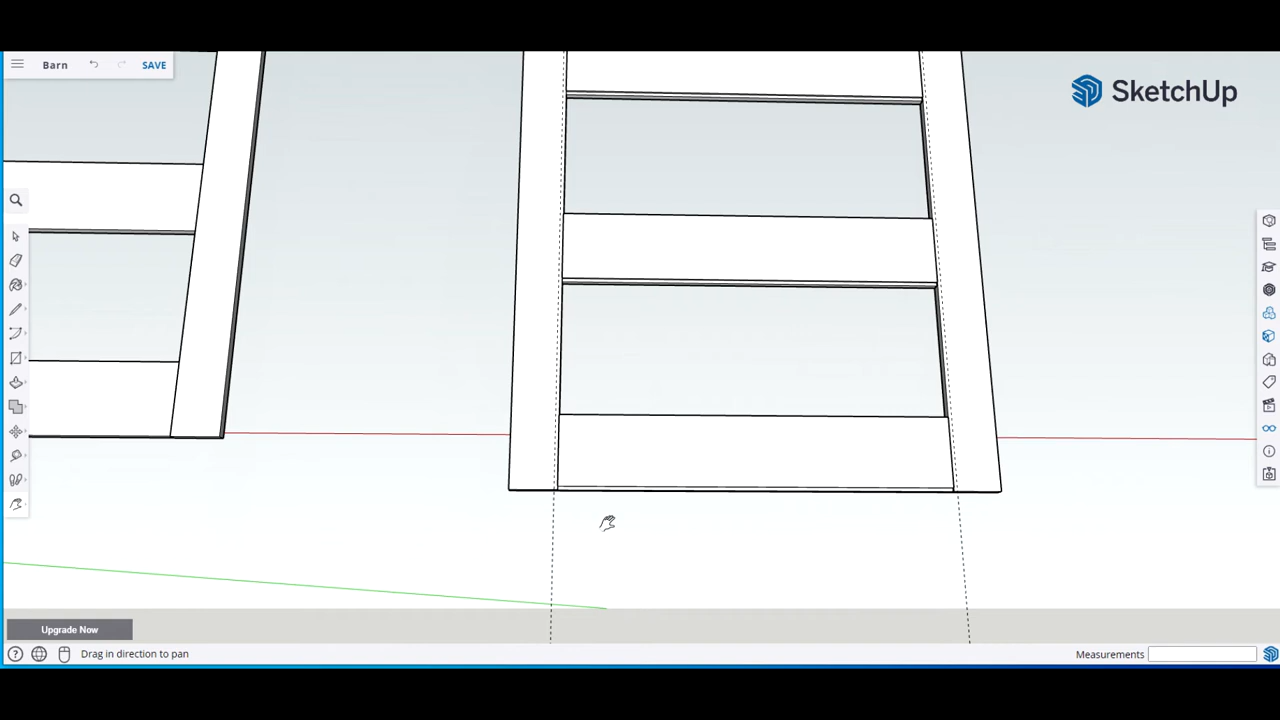 Barn
SAVE
SketchUp
Upgrade Now
Drag in direction to pan
Measurements